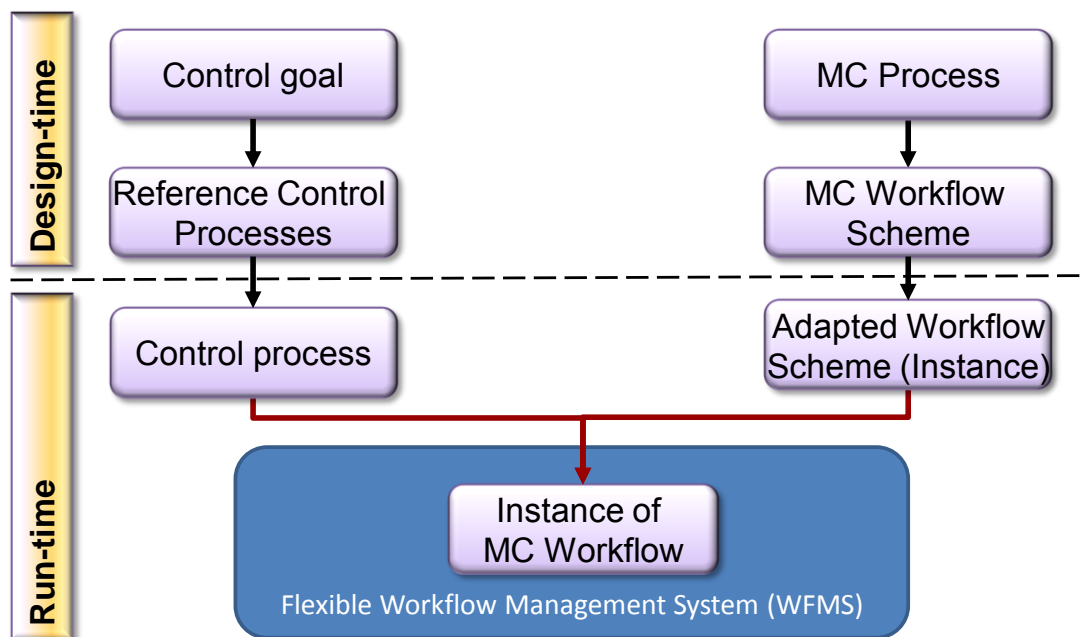 Design-time
Control goal
MC Process
Reference Control
Processes
MC Workflow
Scheme
Run-time
Control process
Adapted Workflow
Scheme (Instance)
Instance of
MC Workflow
Flexible Workflow Management System (WFMS)